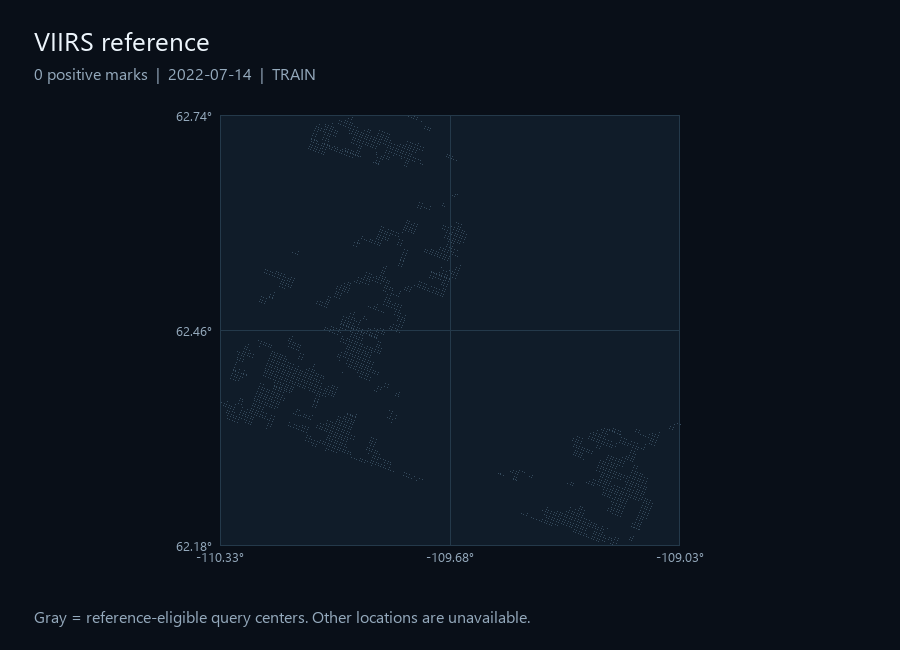 VIIRS reference
0 positive marks | 2022-07-14 | TRAIN
62.74°
62.46°
62.18°
-110.33°
-109.68°
-109.03°
Gray = reference-eligible query centers. Other locations are unavailable.